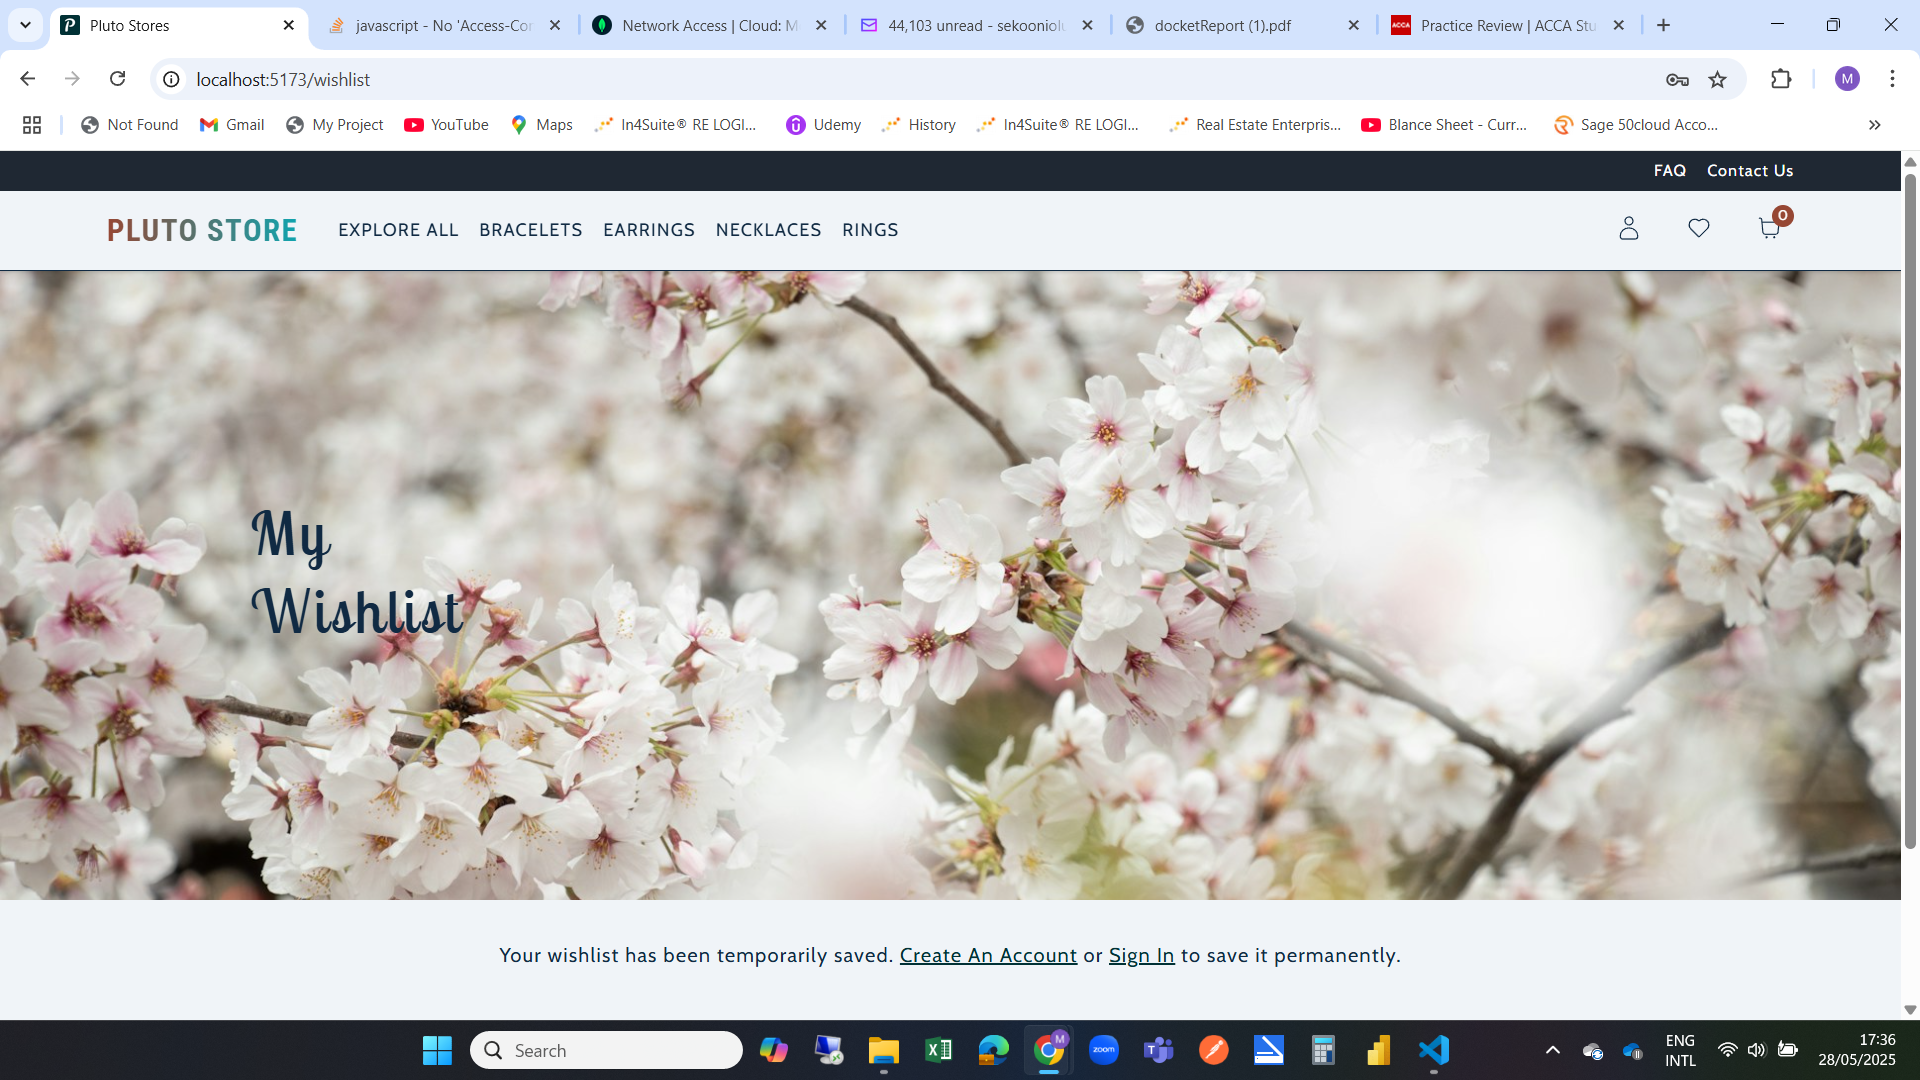 Pluto Stores
javascript - No 'Access-Cor
Network Access | Cloud: M
44,103 unread - sekooniolu
docketReport (1).pdf
Practice Review | ACCA Stu
localhost:5173/wishlist
M
Not Found
Gmail
My Project
YouTube
Maps
In4Suite® RE LOGI...
Udemy
History
In4Suite® RE LOGI...
Real Estate Enterpris...
Blance Sheet - Curr...
Sage 50cloud Acco...
FAQ
Contact Us
PLUTO STORE
EXPLORE ALL
BRACELETS
EARRINGS
NECKLACES
RINGS
0
My
Wishlist
Your wishlist has been temporarily saved. Create An Account or Sign In to save it permanently.
Search
M
zoom
ENG
INTL
17:36
28/05/2025